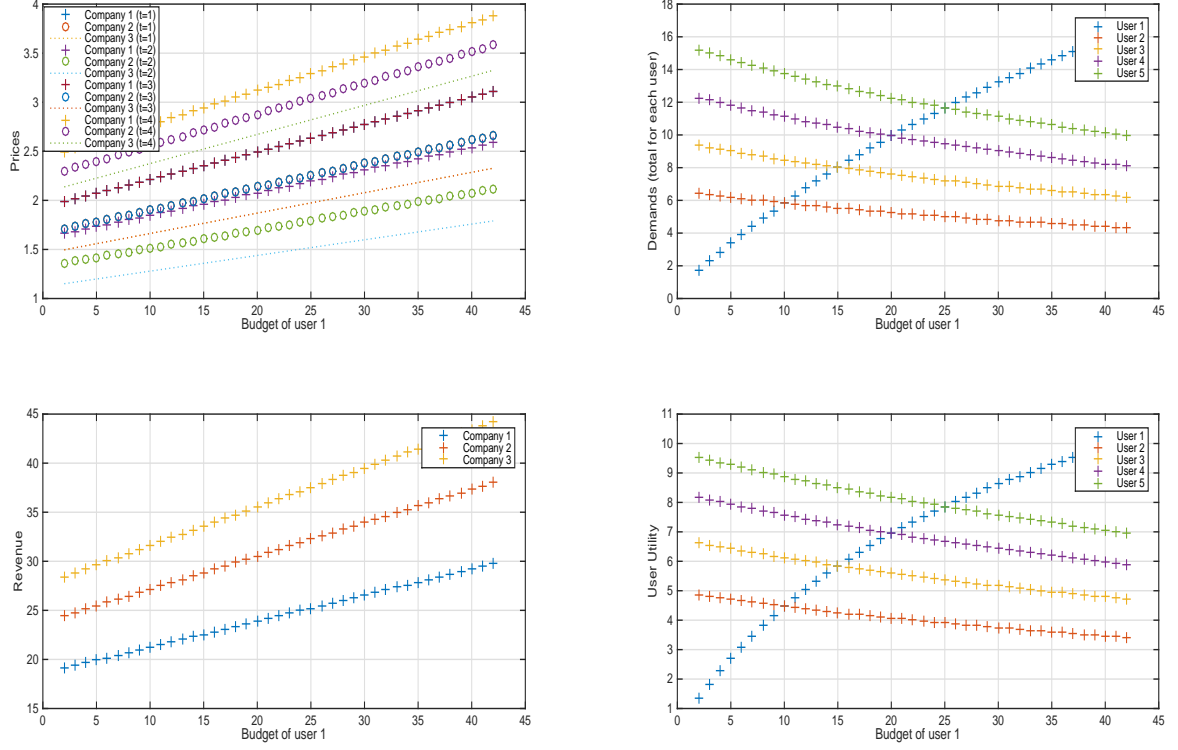 4
3.5
3
2.5
2
1.5
1
Prices
Company 1 (t=1)
Company 2 (t=1)
Company 3 (t=1)
Company 1 (t=2)
Company 2 (t=2)
Company 3 (t=2)
Company 1 (t=3)
Company 2 (t=3)
Company 3 (t=3)
Company 1 (t=4)
Company 2 (t=4)
Company 3 (t=4)
0 5 10 15 20 25 30 35 40 45
Budget of user 1
18
16
14
12
10
8
6
4
2
0
Demands (total for each user)
User 1
User 2
User 3
User 4
User 5
0 5 10 15 20 25 30 35 40 45
Budget of user 1
45
40
35
30
25
20
15
Revenue
Company 1
Company 2
Company 3
0 5 10 15 20 25 30 35 40 45
Budget of user 1
11
10
9
8
7
6
5
4
3
2
1
User Utility
User 1
User 2
User 3
User 4
User 5
0 5 10 15 20 25 30 35 40 45
Budget of user 1